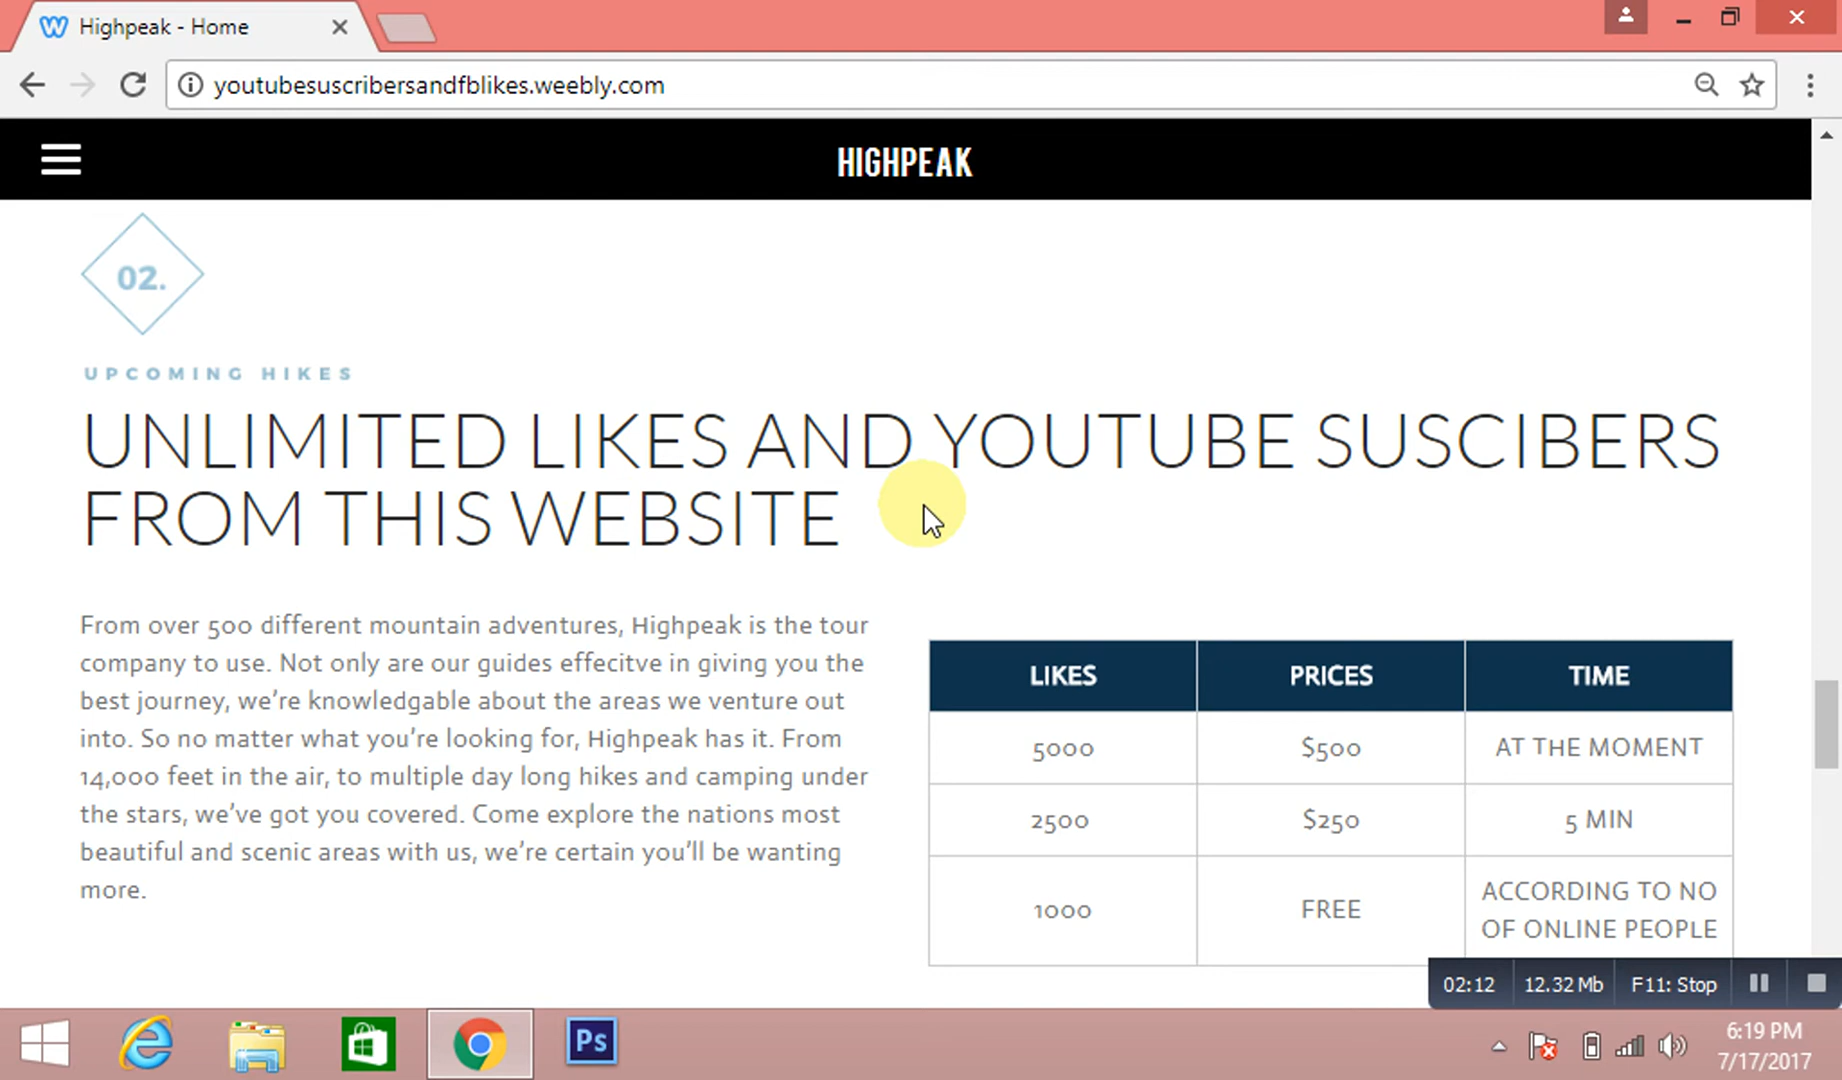 Highpeak - Home
youtubesuscribersandfblikes.weebly.com
HIGHPEAK
02.
UPCOMING HIKES
UNLIMITED LIKES AND YOUTUBE SUSCIBERS
FROM THIS WEBSITE
From over 500 different mountain adventures, Highpeak is the tour
company to use. Not only are our guides effecitve in giving you the
best journey, we're knowledgable about the areas we venture out
into. So no matter what you're looking for, Highpeak has it. From
14,000 feet in the air, to multiple day long hikes and camping under
the stars, we've got you covered. Come explore the nations most
beautiful and scenic areas with us, we're certain you'll be wanting
more.
LIKES PRICES TIME
5000 $500 AT THE MOMENT
2500 $250 5 MIN
1000 FREE ACCORDING TO NO
OF ONLINE PEOPLE
02:12 12.32 Mb F11: Stop
Ps
6:19 PM
7/17/2017